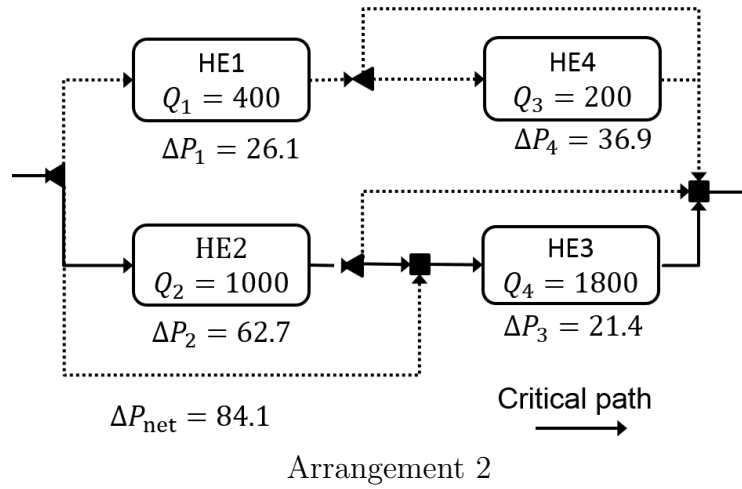 HE1
Q₁ = 400
ΔP₁ = 26.1
HE4
Q₃ = 200
ΔP₄ = 36.9
HE2
Q₂ = 1000
ΔP₂ = 62.7
HE3
Q₄ = 1800
ΔP₃ = 21.4
ΔP_net = 84.1
Critical path
Arrangement 2